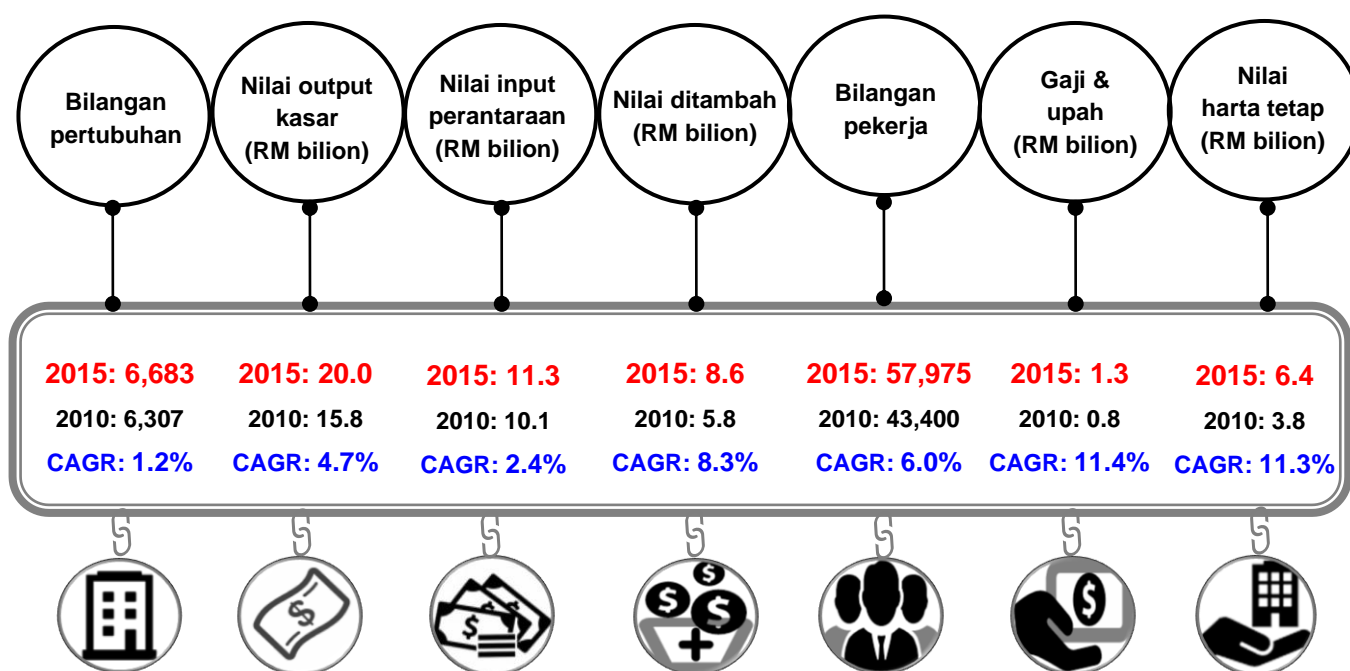 Bilangan
pertubuhan
Nilai output
kasar
(RM bilion)
Nilai input
perantaraan
(RM bilion)
Nilai ditambah
(RM bilion)
Bilangan
pekerja
Gaji &
upah
(RM bilion)
Nilai
harta tetap
(RM bilion)
2015: 6,683
2010: 6,307
CAGR: 1.2%
2015: 20.0
2010: 15.8
CAGR: 4.7%
2015: 11.3
2010: 10.1
CAGR: 2.4%
2015: 8.6
2010: 5.8
CAGR: 8.3%
2015: 57,975
2010: 43,400
CAGR: 6.0%
2015: 1.3
2010: 0.8
CAGR: 11.4%
2015: 6.4
2010: 3.8
CAGR: 11.3%